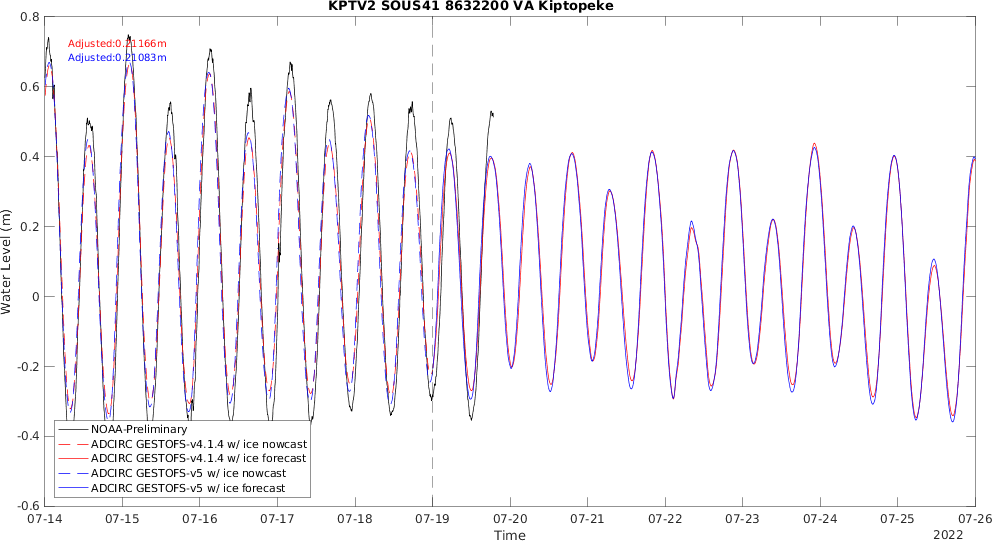 KPTV2 SOUS41 8632200 VA Kiptopeke
0.8
0.6
0.4
0.2
0
-0.2
-0.4
-0.6
Water Level (m)
Adjusted:0.21166m
Adjusted:0.21083m
NOAA-Preliminary
ADCIRC GESTOFS-v4.1.4 w/ ice nowcast
ADCIRC GESTOFS-v4.1.4 w/ ice forecast
ADCIRC GESTOFS-v5 w/ ice nowcast
ADCIRC GESTOFS-v5 w/ ice forecast
07-14 07-15 07-16 07-17 07-18 07-19 07-20 07-21 07-22 07-23 07-24 07-25 07-26
Time
2022